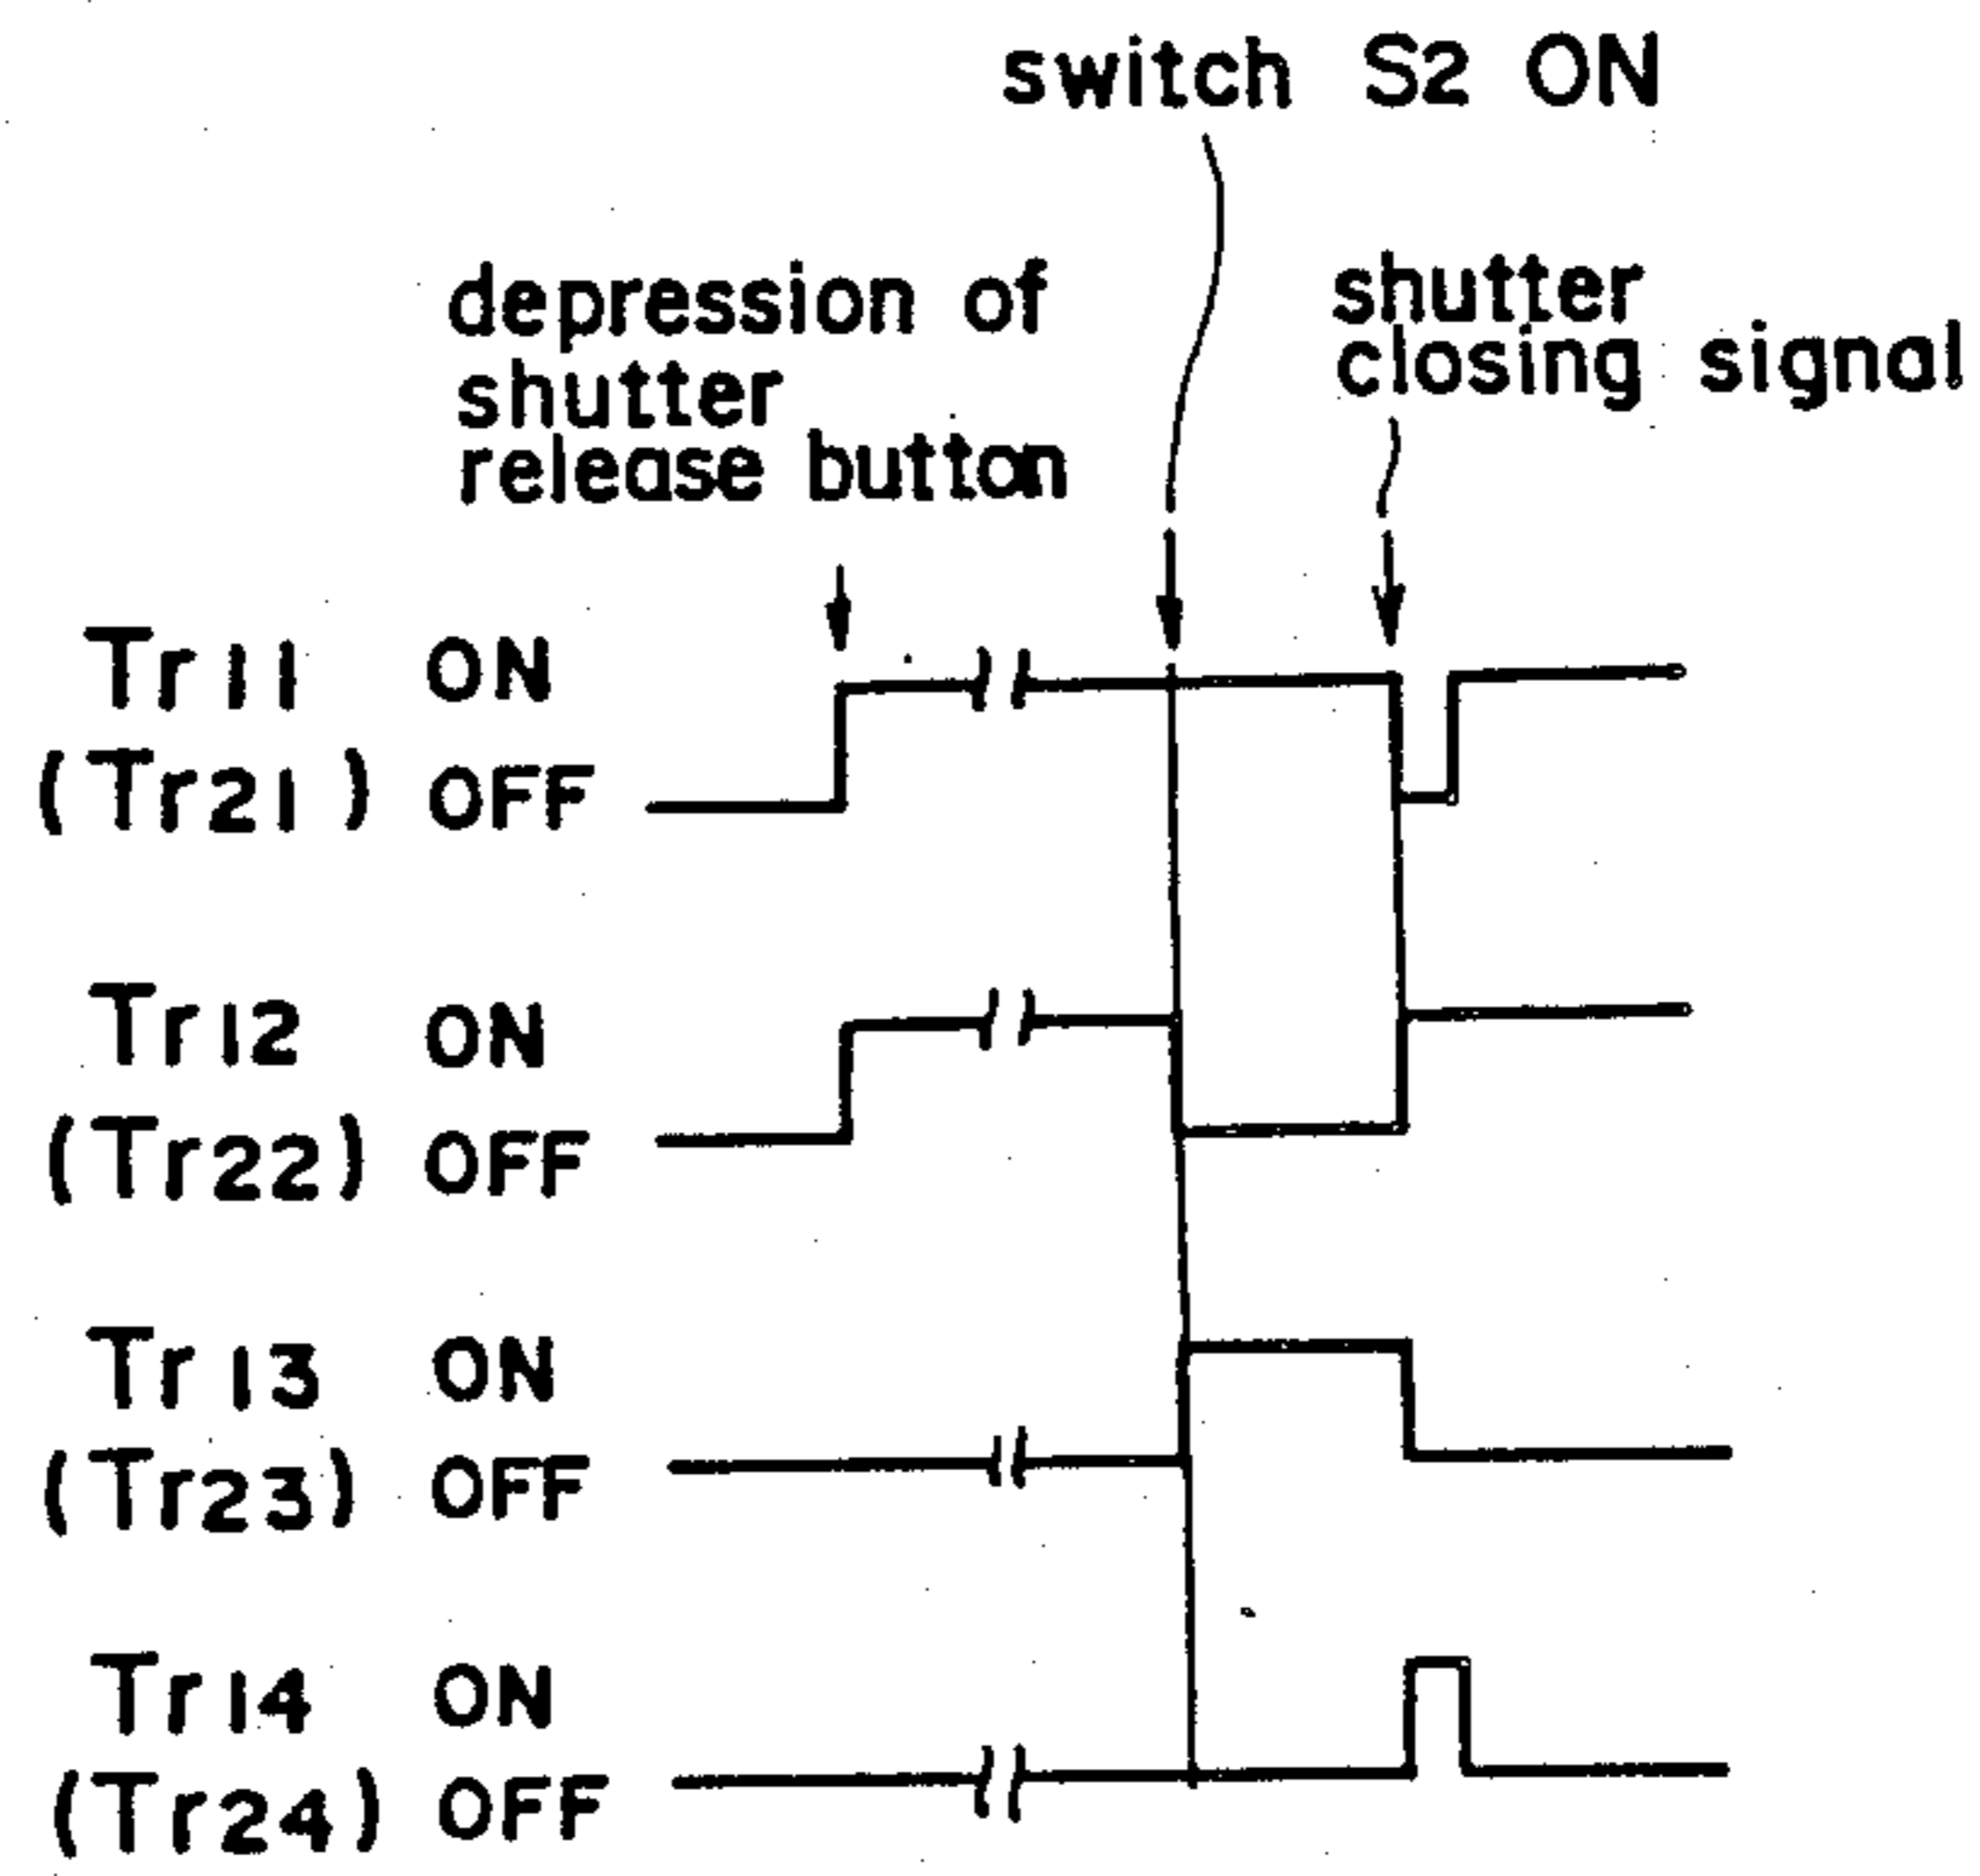 switch S2 ON
depression of
shutter
release button
shutter
closing signal
Tr11 ON
(Tr21) OFF
Tr12 ON
(Tr22) OFF
Tr13 ON
(Tr23) OFF
Tr14 ON
(Tr24) OFF